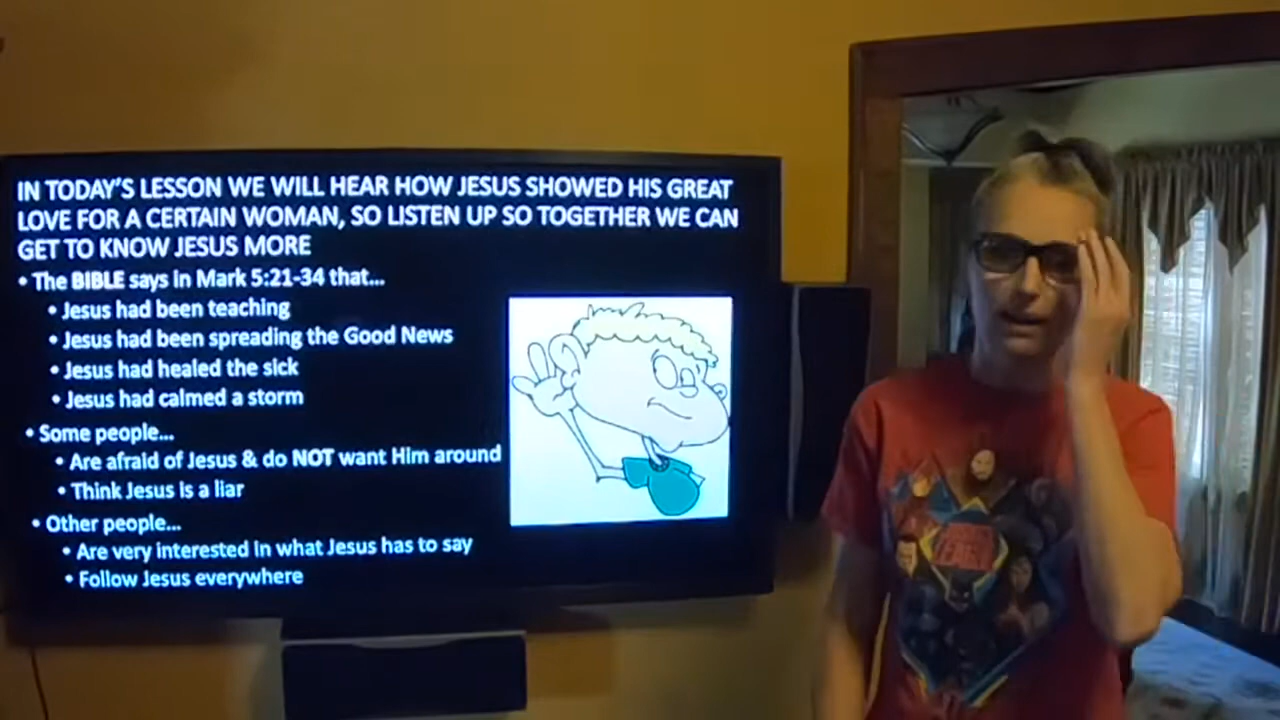 IN TODAY'S LESSON WE WILL HEAR HOW JESUS SHOWED HIS GREAT
LOVE FOR A CERTAIN WOMAN, SO LISTEN UP SO TOGETHER WE CAN
GET TO KNOW JESUS MORE
• The BIBLE says in Mark 5:21-34 that...
• Jesus had been teaching
• Jesus had been spreading the Good News
• Jesus had healed the sick
• Jesus had calmed a storm
• Some people...
• Are afraid of Jesus & do NOT want Him around
• Think Jesus is a liar
• Other people...
• Are very interested in what Jesus has to say
• Follow Jesus everywhere